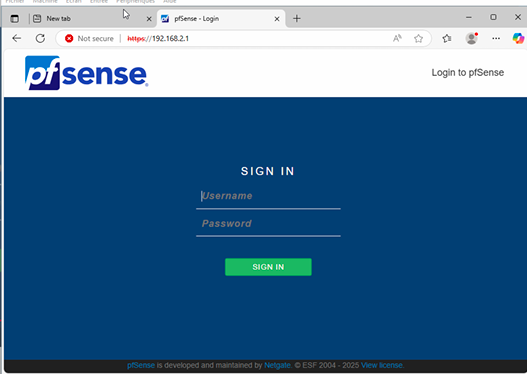 Fichier Machine Écran Entrée Périphériques Aide
New tab
pfSense - Login
Not secure https://192.168.2.1
pfsense
Login to pfSense
SIGN IN
Username
Password
SIGN IN
pfSense is developed and maintained by Netgate. © ESF 2004 - 2025 View license.